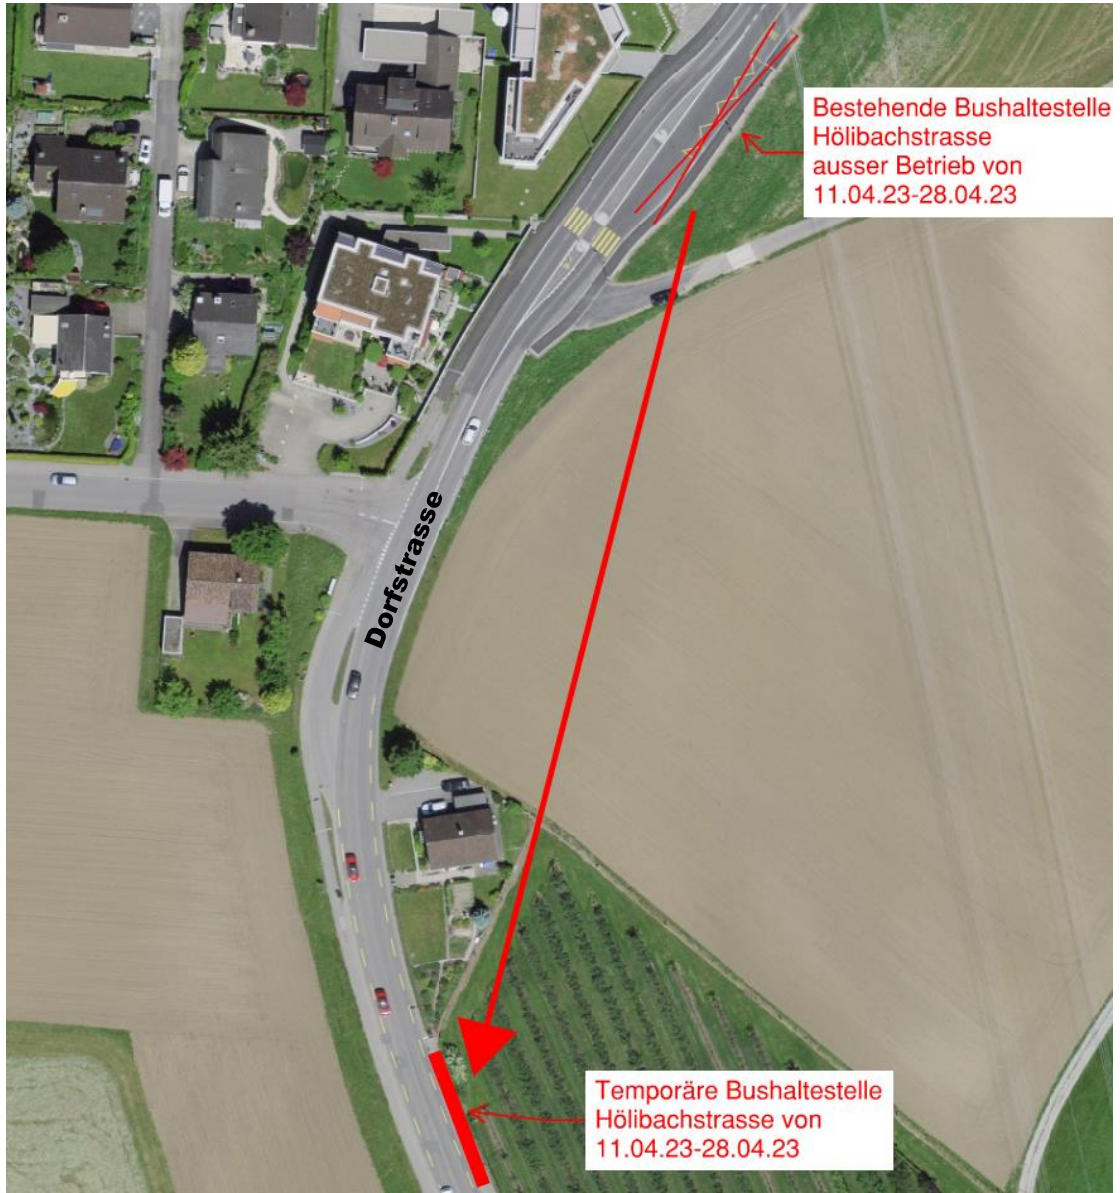 Bestehende Bushaltestelle
Hölibachstrasse
ausser Betrieb von
11.04.23-28.04.23
Dorfstrasse
Temporäre Bushaltestelle
Hölibachstrasse von
11.04.23-28.04.23